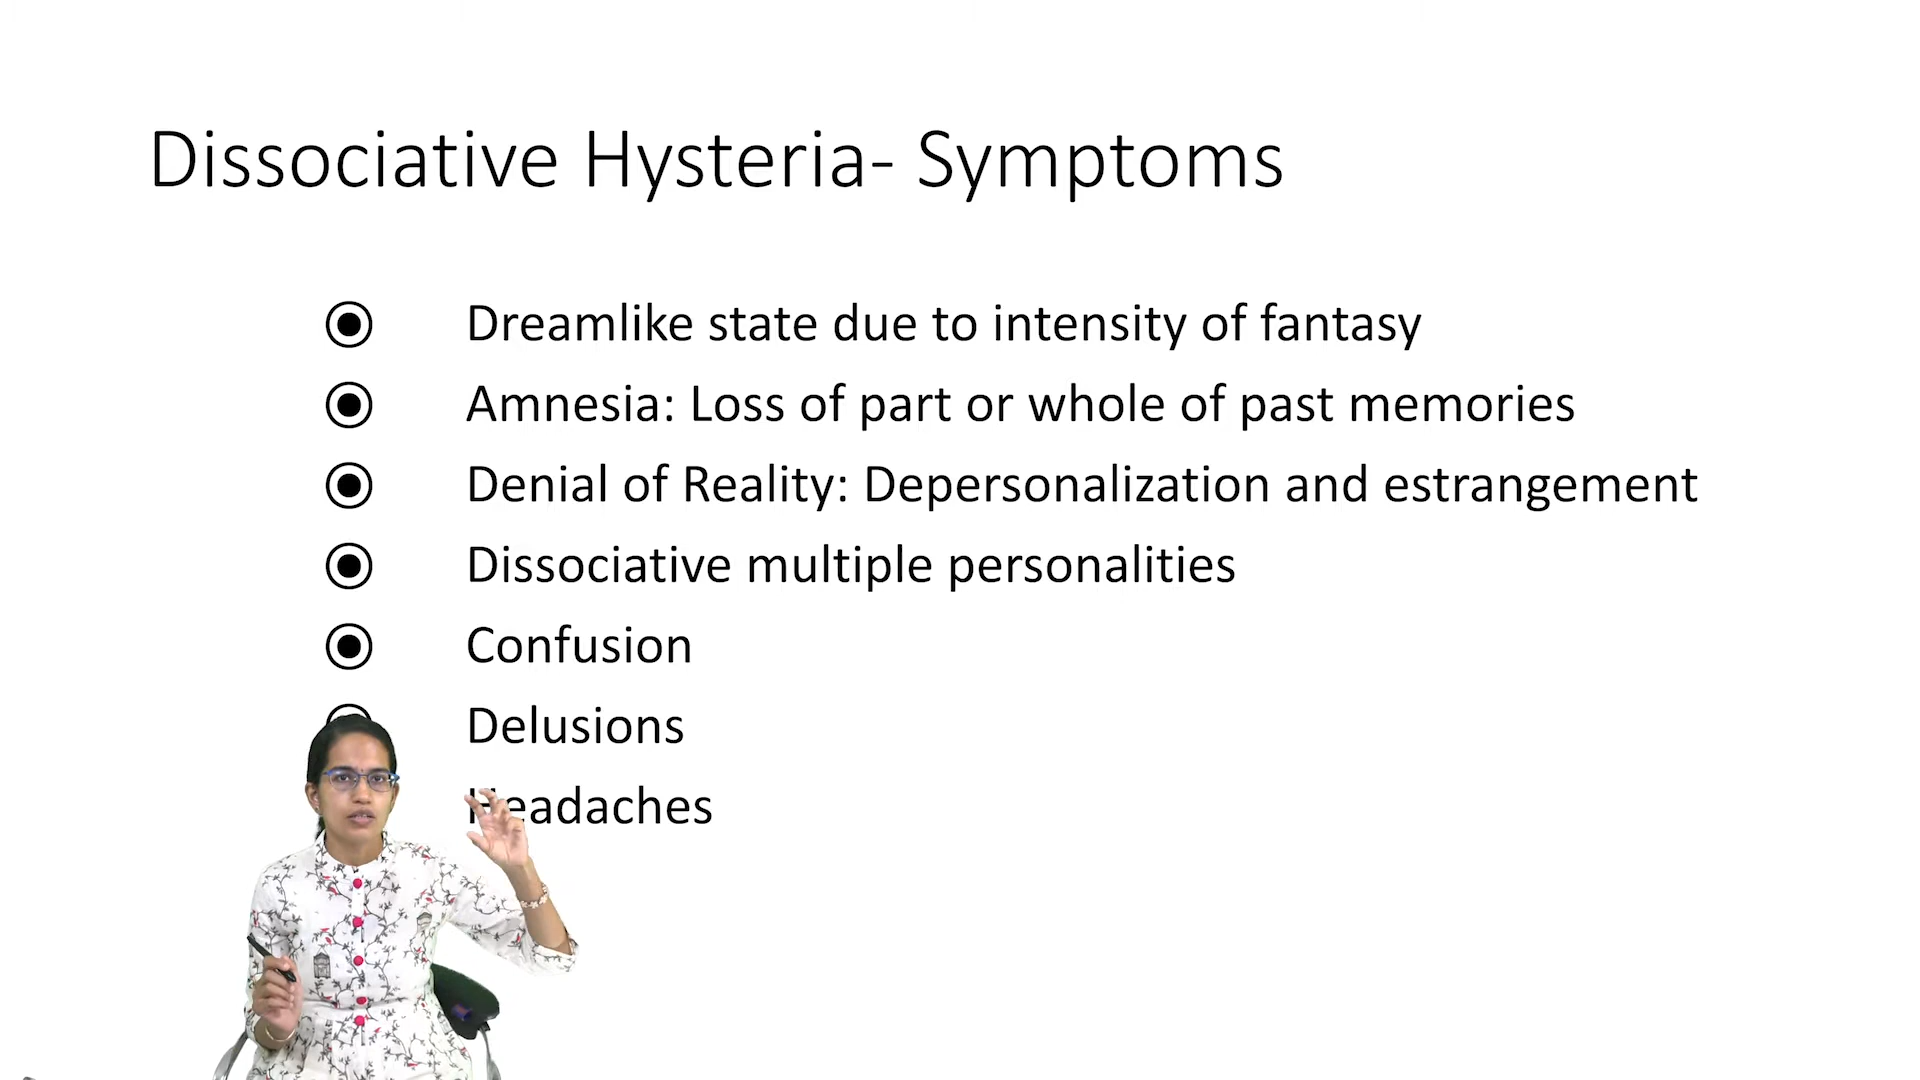 Dissociative Hysteria- Symptoms
Dreamlike state due to intensity of fantasy
Amnesia: Loss of part or whole of past memories
Denial of Reality: Depersonalization and estrangement
Dissociative multiple personalities
Confusion
Delusions
Headaches